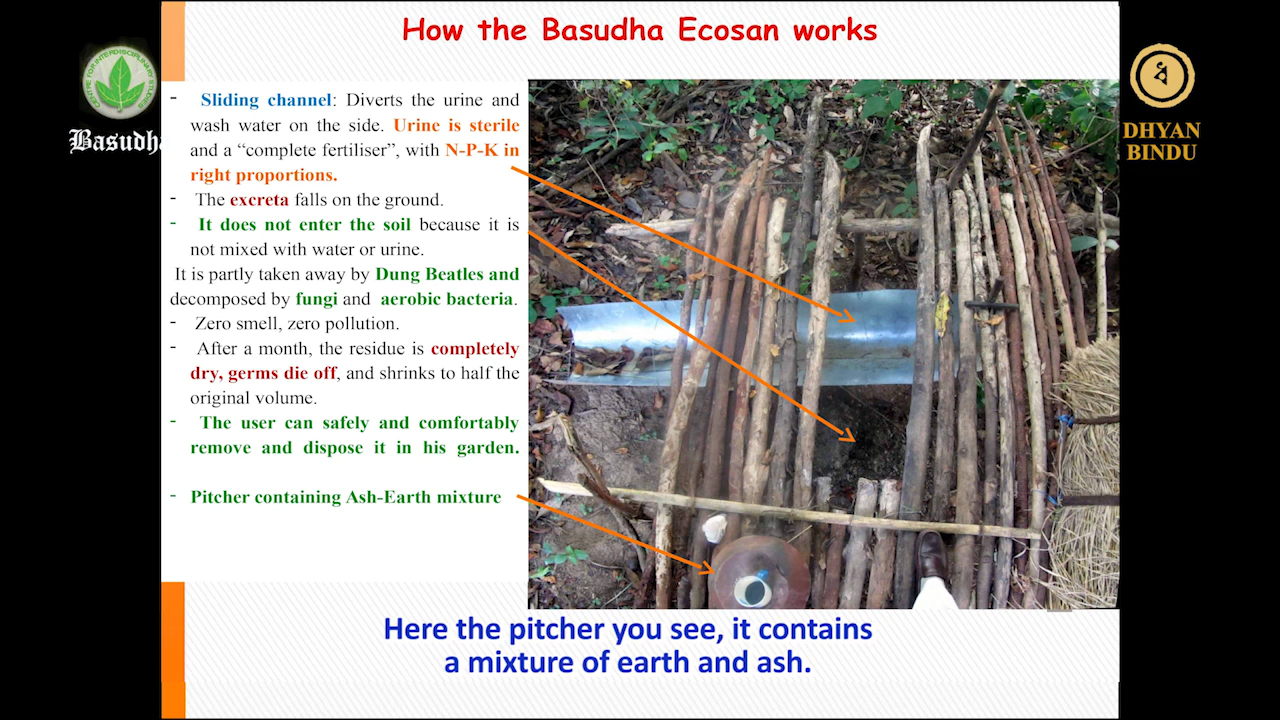 How the Basudha Ecosan works
CENTRE FOR INTERDISCIPLINARY STUDIES
Basudha
- Sliding channel: Diverts the urine and
wash water on the side. Urine is sterile
and a “complete fertiliser”, with N-P-K in
right proportions.
- The excreta falls on the ground.
- It does not enter the soil because it is
not mixed with water or urine.
It is partly taken away by Dung Beatles and
decomposed by fungi and aerobic bacteria.
- Zero smell, zero pollution.
- After a month, the residue is completely
dry, germs die off, and shrinks to half the
original volume.
- The user can safely and comfortably
remove and dispose it in his garden.
- Pitcher containing Ash-Earth mixture
DHYAN
BINDU
Here the pitcher you see, it contains
a mixture of earth and ash.